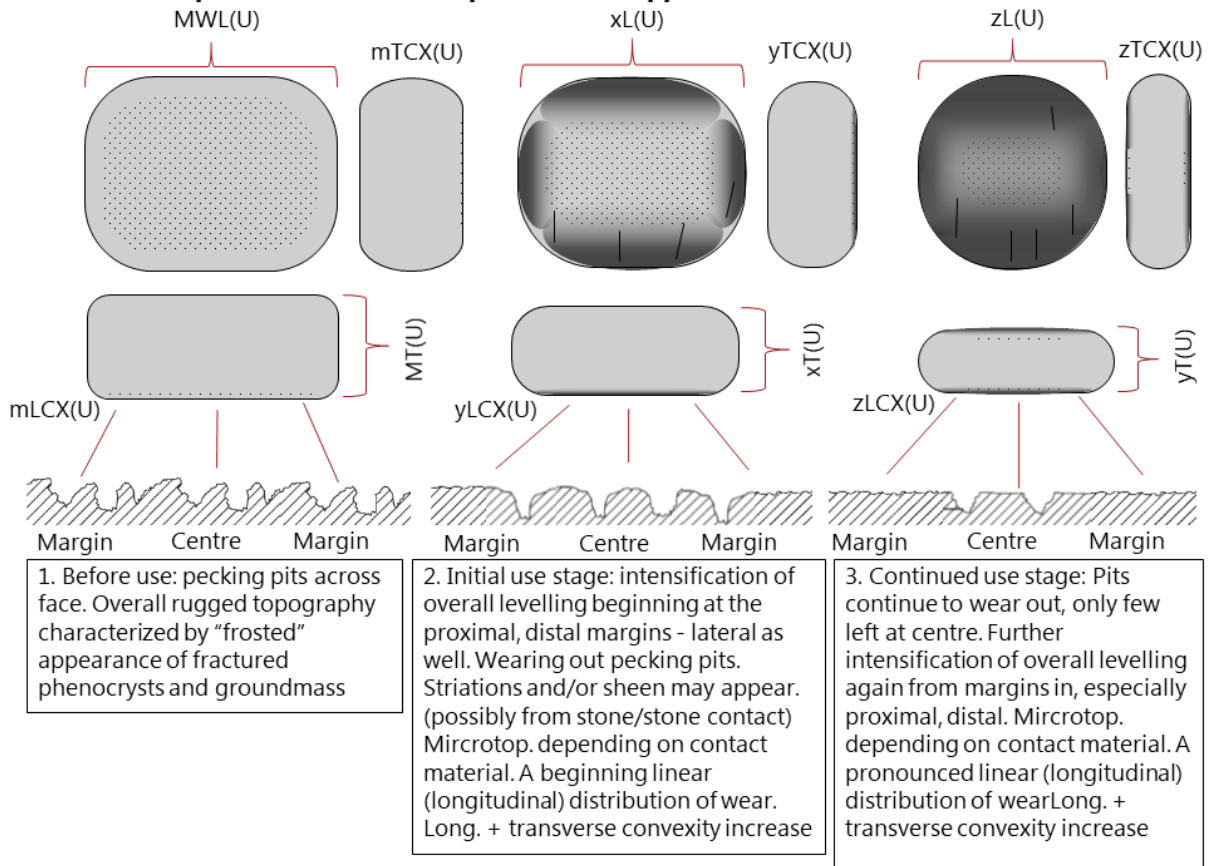 MWL(U)
mTCX(U)
xL(U)
yTCX(U)
zL(U)
zTCX(U)
MT(U)
xT(U)
yT(U)
mLCX(U)
yLCX(U)
zLCX(U)
Margin Centre Margin
Margin Centre Margin
Margin Centre Margin
1. Before use: pecking pits across
face. Overall rugged topography
characterized by “frosted”
appearance of fractured
phenocrysts and groundmass
2. Initial use stage: intensification of
overall levelling beginning at the
proximal, distal margins - lateral as
well. Wearing out pecking pits.
Striations and/or sheen may appear.
(possibly from stone/stone contact)
Mircrotop. depending on contact
material. A beginning linear
(longitudinal) distribution of wear.
Long. + transverse convexity increase
3. Continued use stage: Pits
continue to wear out, only few
left at centre. Further
intensification of overall levelling
again from margins in, especially
proximal, distal. Mircrotop.
depending on contact material. A
pronounced linear (longitudinal)
distribution of wearLong. +
transverse convexity increase